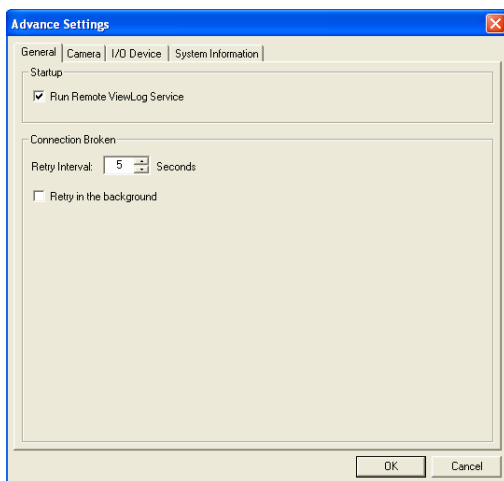 Advance Settings
General Camera I/O Device System Information
Startup
Run Remote ViewLog Service
Connection Broken
Retry Interval: 5 Seconds
Retry in the background
OK Cancel